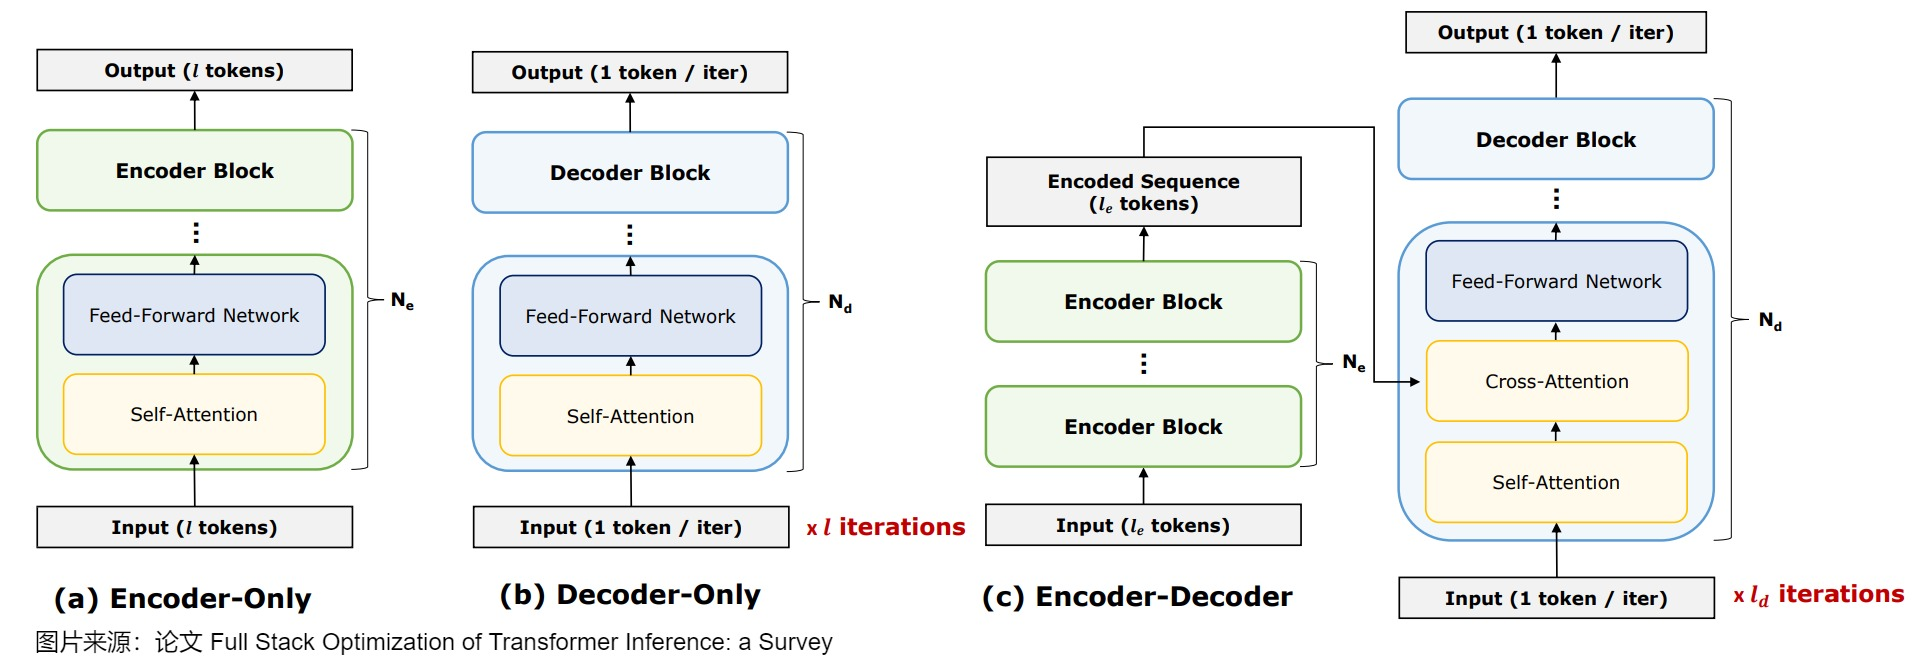 Output (l tokens)
Encoder Block
⋮
Feed-Forward Network
Self-Attention
Input (l tokens)
Nₑ
(a) Encoder-Only
Output (1 token / iter)
Decoder Block
⋮
Feed-Forward Network
Self-Attention
Input (1 token / iter)
x l iterations
N_d
(b) Decoder-Only
Encoded Sequence
(lₑ tokens)
Encoder Block
⋮
Encoder Block
Input (lₑ tokens)
Nₑ
Output (1 token / iter)
Decoder Block
⋮
Feed-Forward Network
Cross-Attention
Self-Attention
Input (1 token / iter)
x l_d iterations
N_d
(c) Encoder-Decoder
图片来源：论文 Full Stack Optimization of Transformer Inference: a Survey